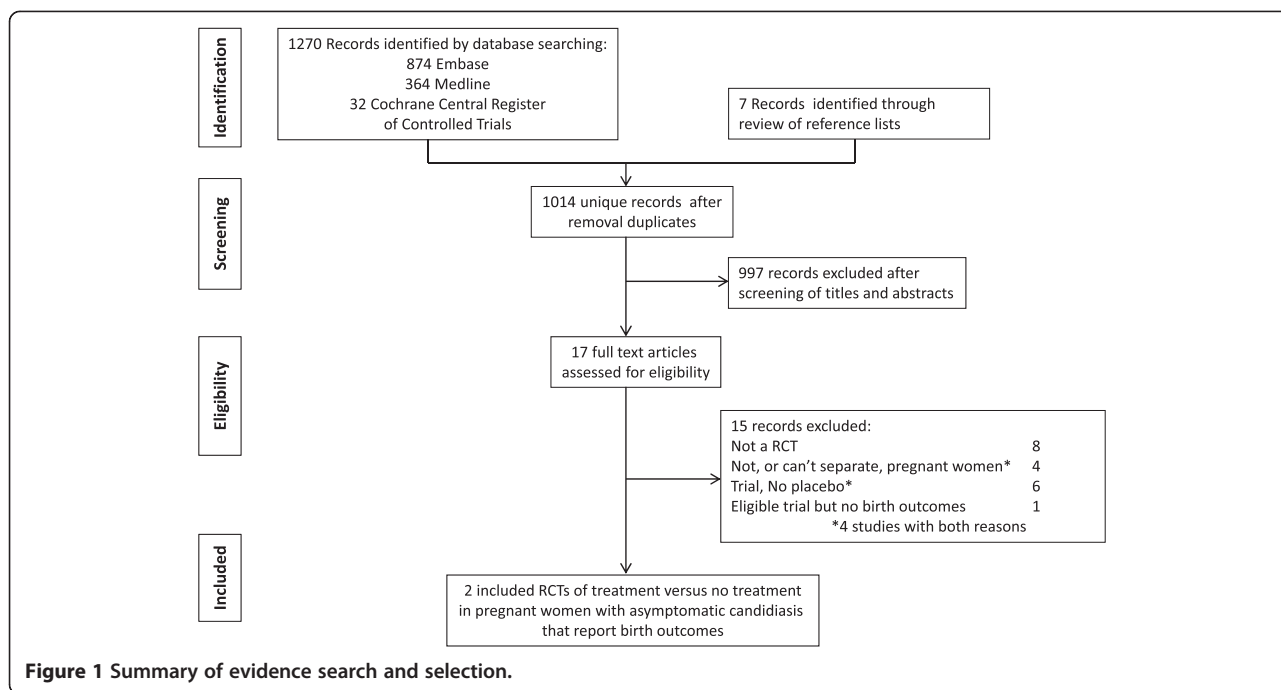 Identification
1270 Records identified by database searching:
874 Embase
364 Medline
32 Cochrane Central Register
of Controlled Trials
7 Records identified through
review of reference lists
Screening
1014 unique records after
removal duplicates
997 records excluded after
screening of titles and abstracts
Eligibility
17 full text articles
assessed for eligibility
15 records excluded:
Not a RCT 8
Not, or can't separate, pregnant women* 4
Trial, No placebo* 6
Eligible trial but no birth outcomes 1
*4 studies with both reasons
Included
2 included RCTs of treatment versus no treatment
in pregnant women with asymptomatic candidiasis
that report birth outcomes
Figure 1 Summary of evidence search and selection.